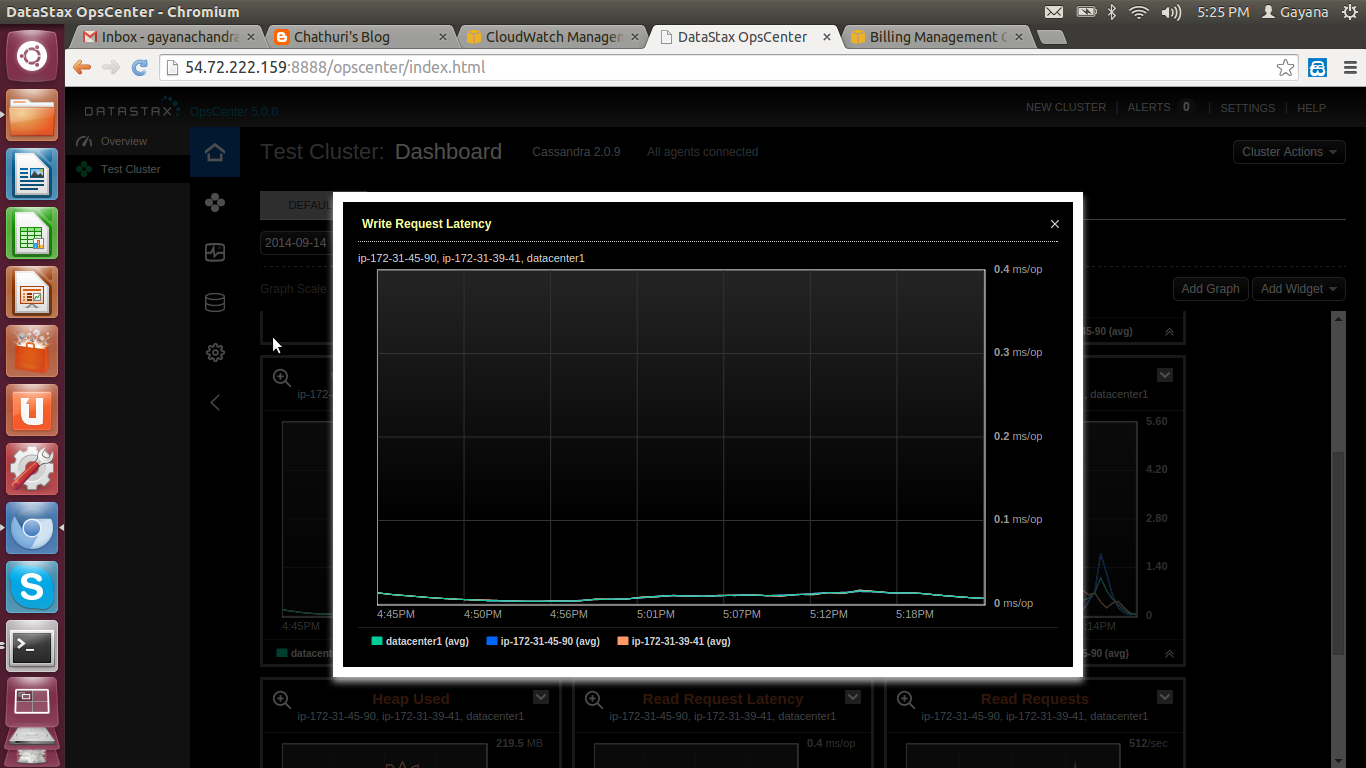 DataStax OpsCenter - Chromium
5:25 PM Gayana
Inbox - gayanachandra
Chathuri's Blog
CloudWatch Managen
DataStax OpsCenter
Billing Management C
54.72.222.159:8888/opscenter/index.html
DATASTAX OpsCenter 5.0.0
NEW CLUSTER | ALERTS 0 | SETTINGS | HELP
Overview
Test Cluster
Test Cluster: Dashboard Cassandra 2.0.9 All agents connected
Cluster Actions
DEFAU
2014-09-14
Graph Scale
Add Graph
Add Widget
Write Request Latency
ip-172-31-45-90, ip-172-31-39-41, datacenter1
0.4 ms/op
0.3 ms/op
0.2 ms/op
0.1 ms/op
0 ms/op
4:45PM 4:50PM 4:56PM 5:01PM 5:07PM 5:12PM 5:18PM
datacenter1 (avg) ip-172-31-45-90 (avg) ip-172-31-39-41 (avg)
5-90 (avg)
ip-172-
, datacenter1
5.60
4.20
2.80
1.40
0
4:45PM
:14PM
datacent
5-90 (avg)
Heap Used
ip-172-31-45-90, ip-172-31-39-41, datacenter1
219.5 MB
Read Request Latency
ip-172-31-45-90, ip-172-31-39-41, datacenter1
0.4 ms/op
Read Requests
ip-172-31-45-90, ip-172-31-39-41, datacenter1
512/sec